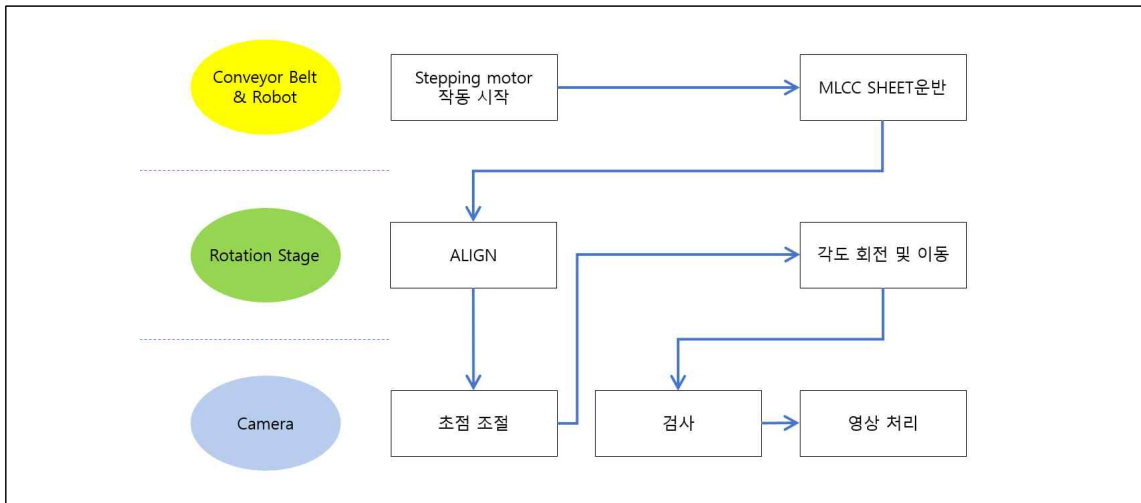 Conveyor Belt
& Robot
Stepping motor
작동 시작
MLCC SHEET운반
Rotation Stage
ALIGN
각도 회전 및 이동
Camera
초점 조절
검사
영상 처리